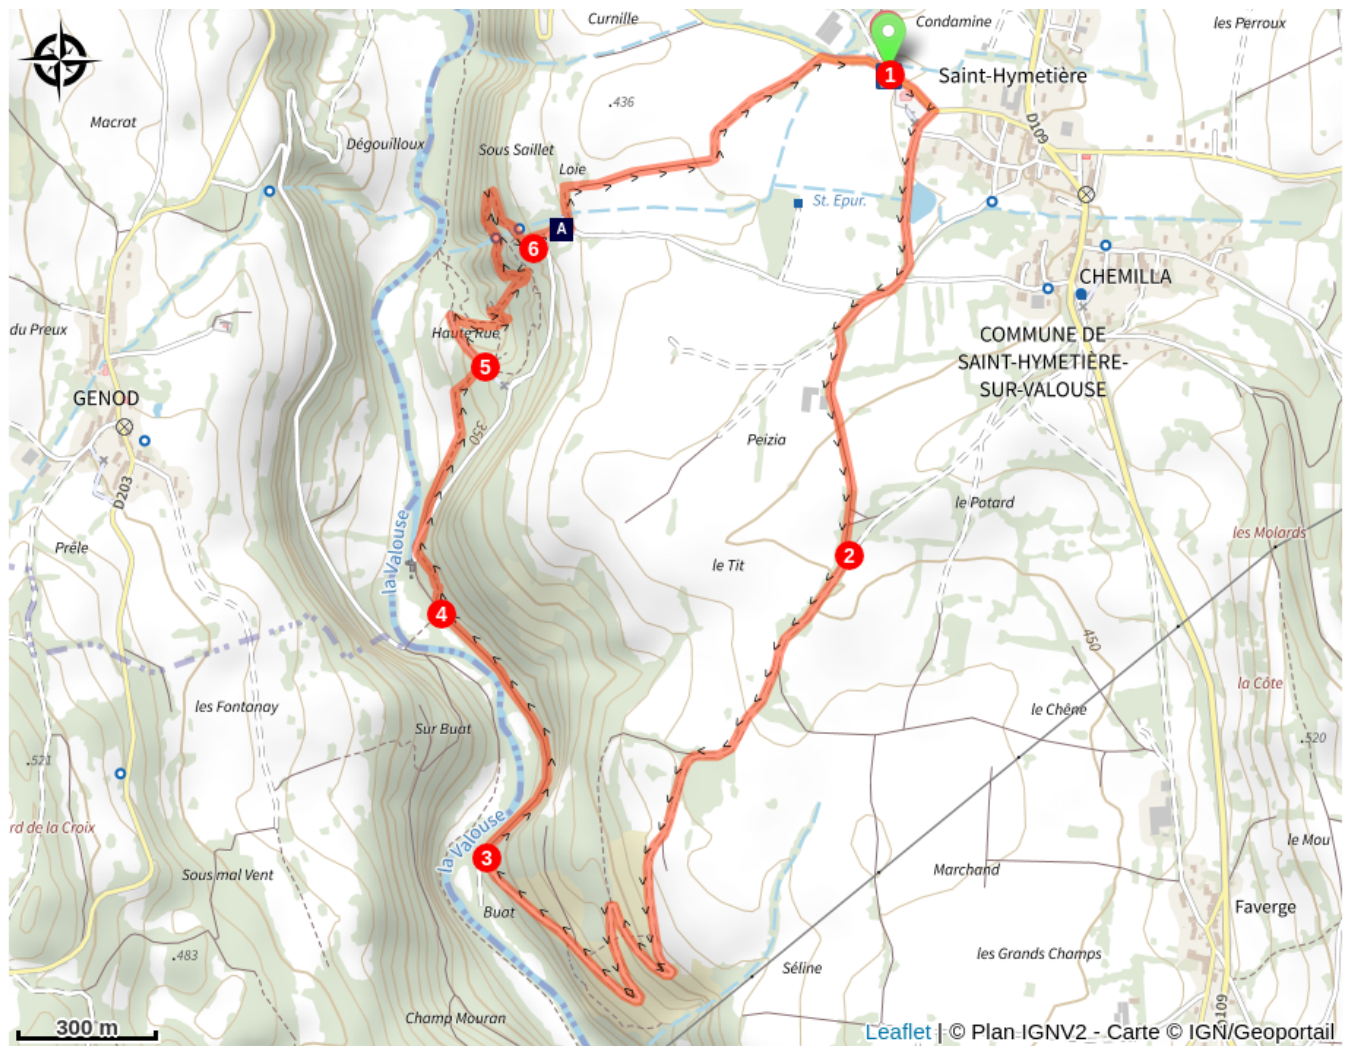 Curnille
Condamine
les Perroux
1
Saint-Hymetière
.436
D109
Macrat
Dégouilloux
Sous Saillet
Loie
St. Epur.
A
6
CHEMILLA
du Preux
Haute Rue
COMMUNE DE
SAINT-HYMETIÈRE-
SUR-VALOUSE
5
GENOD
350
Peizia
D203
le Potard
la Valouse
les Molards
Prêle
2
le Tit
4
450
la Côte
les Fontanay
le Chêne
Sur Buat
.520
.521
la Valouse
rd de la Croix
le Mou
3
Sous mal Vent
Marchand
Buat
Faverge
.483
les Grands Champs
Séline
Champ Mouran
D109
300 m
Leaflet | © Plan IGNV2 - Carte © IGN/Geoportail